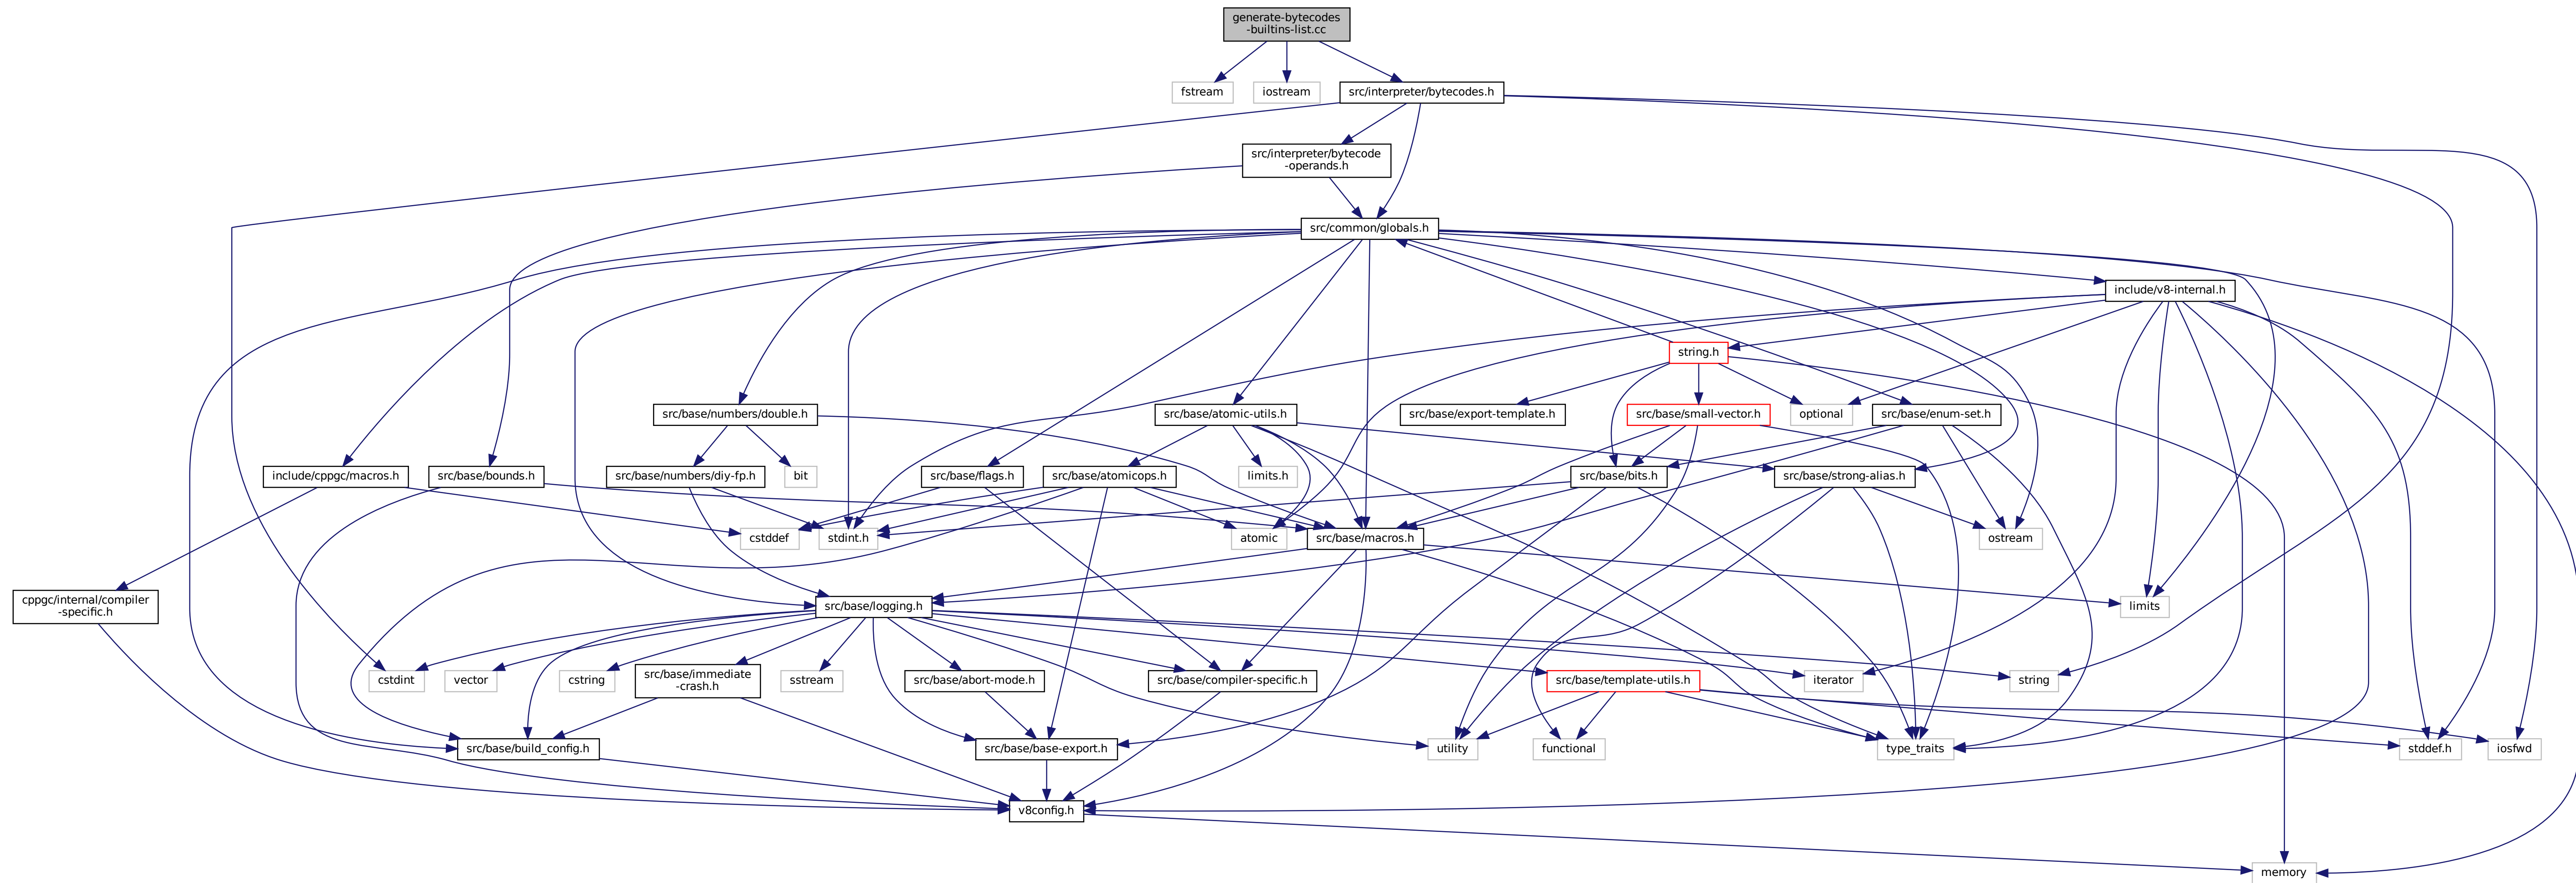 generate-bytecodes
-builtins-list.cc
fstream
iostream
src/interpreter/bytecodes.h
src/interpreter/bytecode
-operands.h
src/common/globals.h
include/v8-internal.h
string.h
src/base/numbers/double.h
src/base/atomic-utils.h
src/base/export-template.h
src/base/small-vector.h
optional
src/base/enum-set.h
include/cppgc/macros.h
src/base/bounds.h
src/base/numbers/diy-fp.h
bit
src/base/flags.h
src/base/atomicops.h
limits.h
src/base/bits.h
src/base/strong-alias.h
cstddef
stdint.h
atomic
src/base/macros.h
ostream
cppgc/internal/compiler
-specific.h
src/base/logging.h
limits
cstdint
vector
cstring
src/base/immediate
-crash.h
sstream
src/base/abort-mode.h
src/base/compiler-specific.h
src/base/template-utils.h
iterator
string
src/base/build_config.h
src/base/base-export.h
utility
functional
type_traits
stddef.h
iosfwd
v8config.h
memory